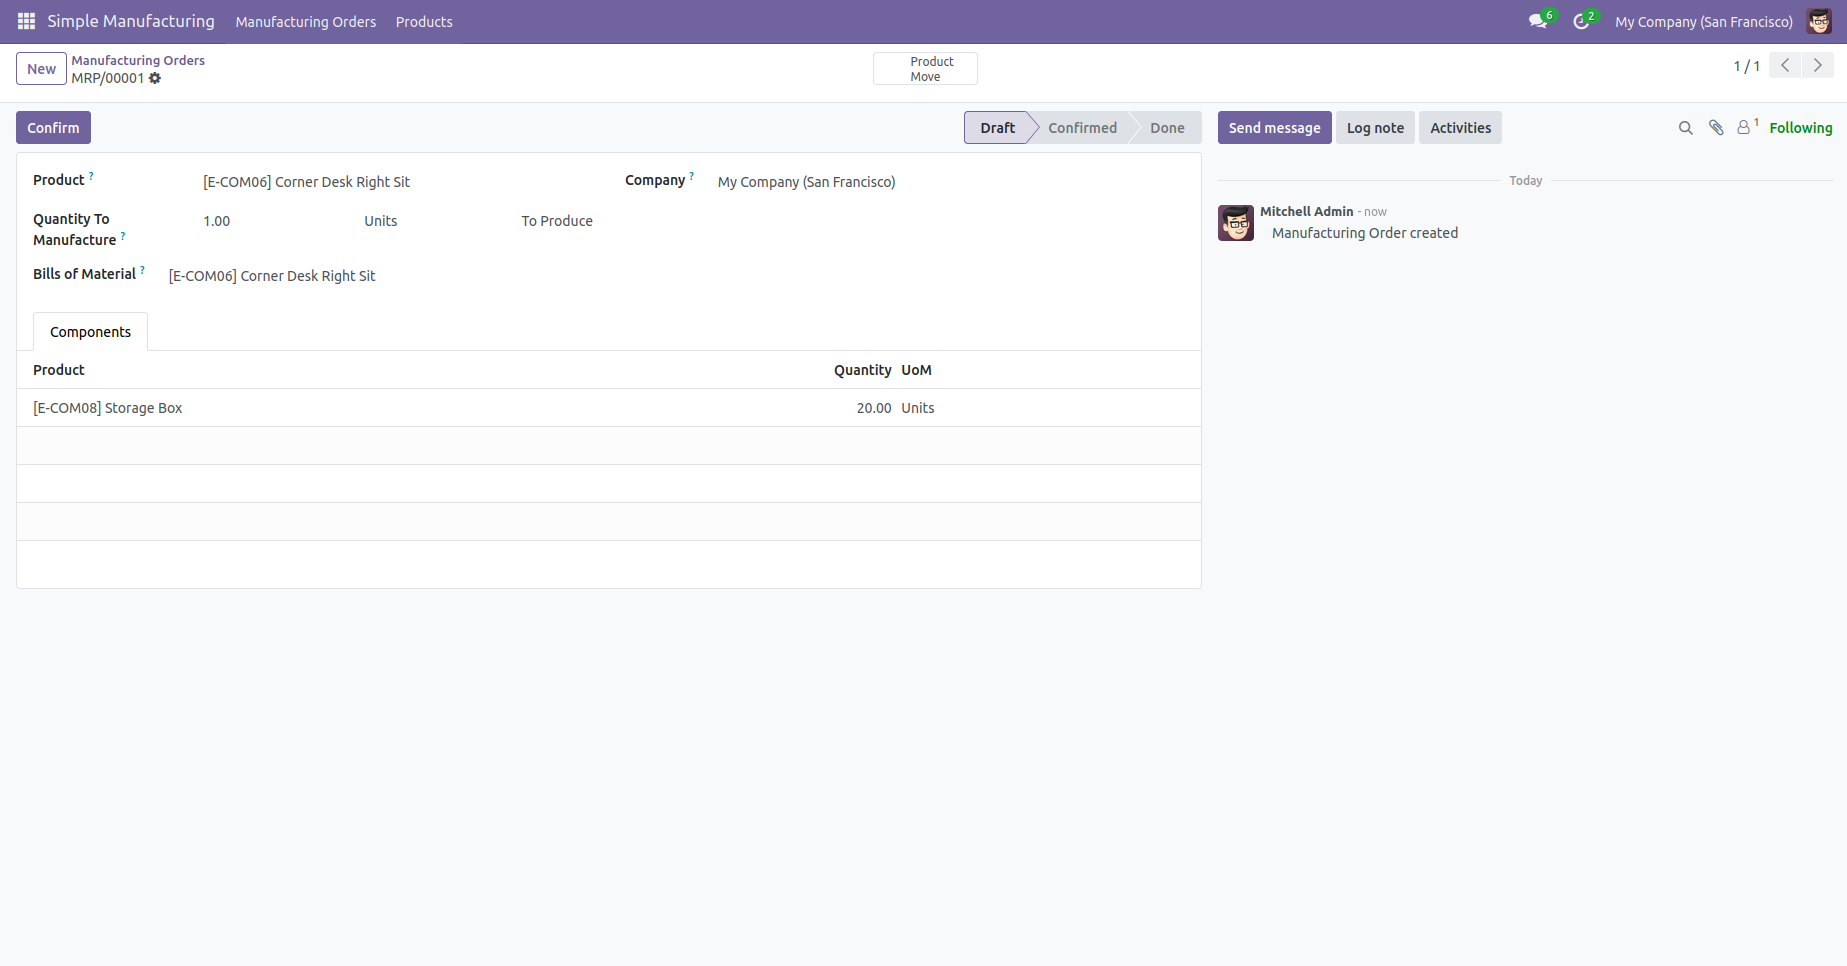 Simple Manufacturing Manufacturing Orders Products 6 2 My Company (San Francisco)
New Manufacturing Orders
MRP/00001
Product
Move
1 / 1
Confirm Draft Confirmed Done Send message Log note Activities 1 Following
Product ? [E-COM06] Corner Desk Right Sit Company ? My Company (San Francisco)
Quantity To
Manufacture ? 1.00 Units To Produce
Bills of Material ? [E-COM06] Corner Desk Right Sit
Components
Product Quantity UoM
[E-COM08] Storage Box 20.00 Units
Today
Mitchell Admin - now
Manufacturing Order created